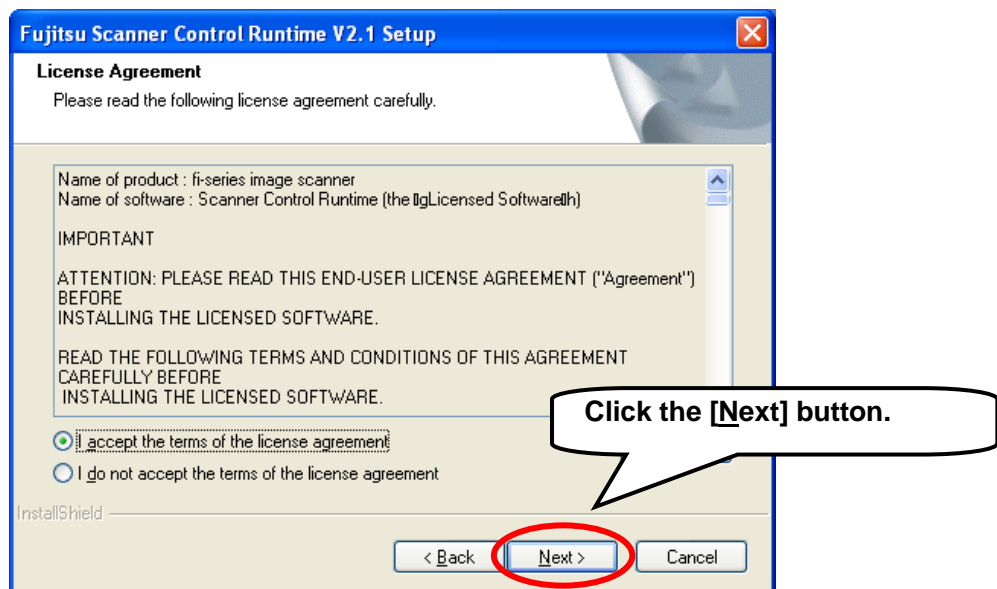 Fujitsu Scanner Control Runtime V2.1 Setup
License Agreement
Please read the following license agreement carefully.
Name of product : fi-series image scanner
Name of software : Scanner Control Runtime (the �gLicensed Software�h)
IMPORTANT
ATTENTION: PLEASE READ THIS END-USER LICENSE AGREEMENT ("Agreement")
BEFORE
INSTALLING THE LICENSED SOFTWARE.
READ THE FOLLOWING TERMS AND CONDITIONS OF THIS AGREEMENT
CAREFULLY BEFORE
INSTALLING THE LICENSED SOFTWARE.
Click the [Next] button.
I accept the terms of the license agreement
I do not accept the terms of the license agreement
InstallShield
< Back
Next >
Cancel